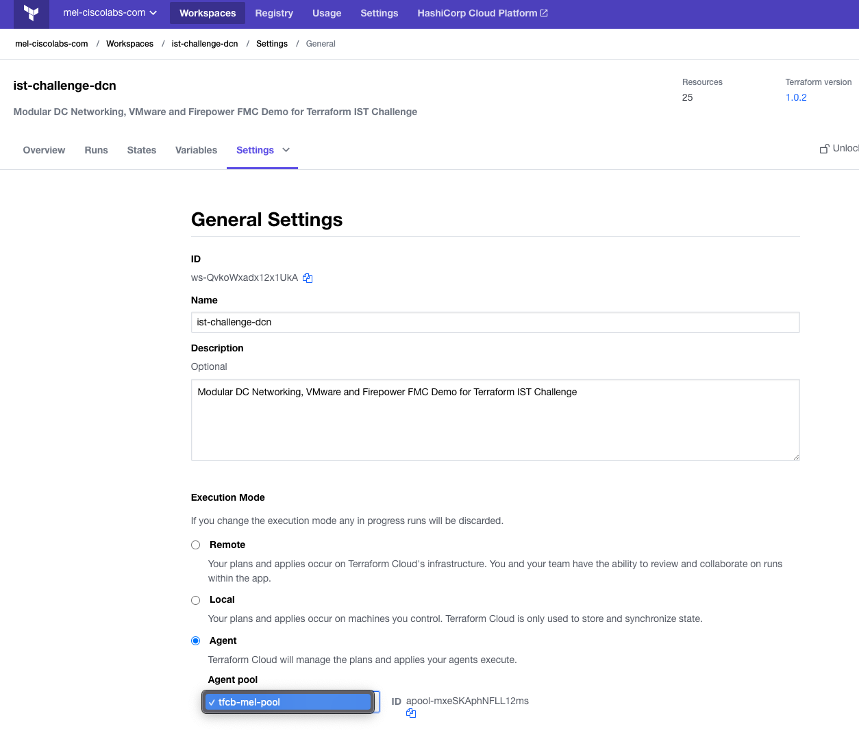 mel-ciscolabs-com Workspaces Registry Usage Settings HashiCorp Cloud Platform
mel-ciscolabs-com / Workspaces / ist-challenge-dcn / Settings / General
ist-challenge-dcn
Modular DC Networking, VMware and Firepower FMC Demo for Terraform IST Challenge
Resources
25
Terraform version
1.0.2
Overview Runs States Variables Settings
Unloc
General Settings
ID
ws-QvkoWxadx12x1UkA
Name
ist-challenge-dcn
Description
Optional
Modular DC Networking, VMware and Firepower FMC Demo for Terraform IST Challenge
Execution Mode
If you change the execution mode any in progress runs will be discarded.
Remote
Your plans and applies occur on Terraform Cloud's infrastructure. You and your team have the ability to review and collaborate on runs
within the app.
Local
Your plans and applies occur on machines you control. Terraform Cloud is only used to store and synchronize state.
Agent
Terraform Cloud will manage the plans and applies your agents execute.
Agent pool
✓ tfcb-mel-pool
ID apool-mxeSKAphNFLL12ms